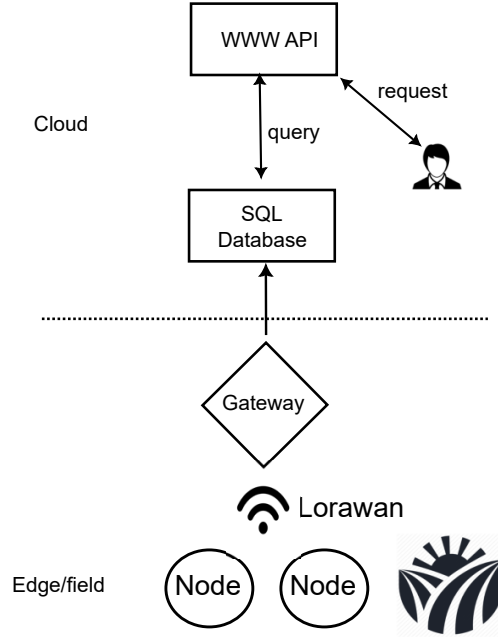 WWW API
request
Cloud
query
SQL
Database
Gateway
Lorawan
Edge/field
Node
Node